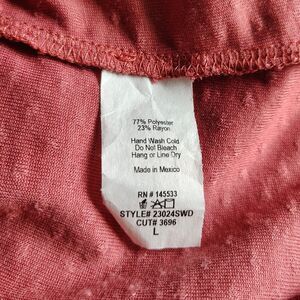 77% Polyester
23% Rayon
Hand Wash Cold
Do Not Bleach
Hang or Line Dry
Made in Mexico
RN # 145533
STYLE# 23024SWD
CUT# 3696
L